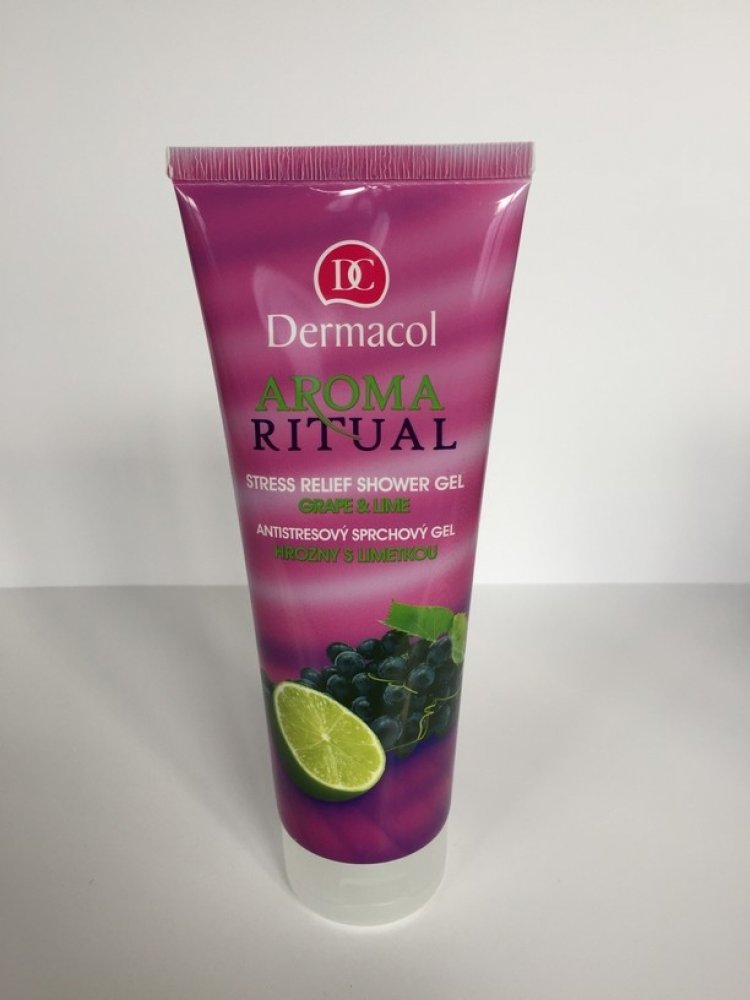 DC
Dermacol
AROMA
RITUAL
STRESS RELIEF SHOWER GEL
GRAPE & LIME
ANTISTRESOVÝ SPRCHOVÝ GEL
HROZNY S LIMETKOU